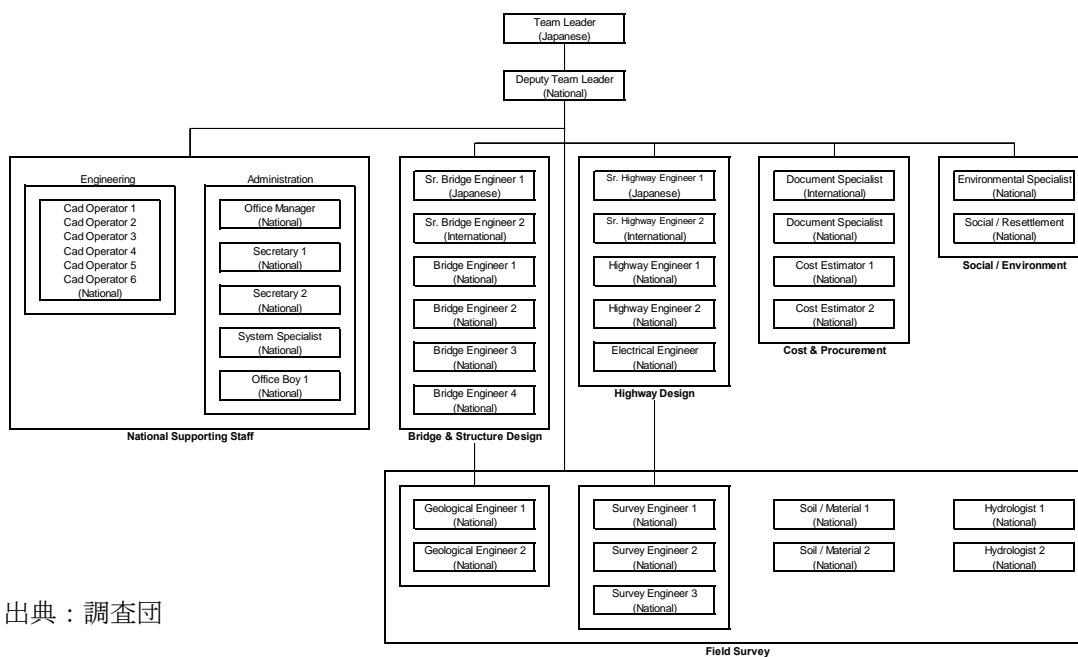 Team Leader
(Japanese)
Deputy Team Leader
(National)
Engineering
Cad Operator 1
Cad Operator 2
Cad Operator 3
Cad Operator 4
Cad Operator 5
Cad Operator 6
(National)
Administration
Office Manager
(National)
Secretary 1
(National)
Secretary 2
(National)
System Specialist
(National)
Office Boy 1
(National)
National Supporting Staff
Sr. Bridge Engineer 1
(Japanese)
Sr. Bridge Engineer 2
(International)
Bridge Engineer 1
(National)
Bridge Engineer 2
(National)
Bridge Engineer 3
(National)
Bridge Engineer 4
(National)
Bridge & Structure Design
Sr. Highway Engineer 1
(Japanese)
Sr. Highway Engineer 2
(International)
Highway Engineer 1
(National)
Highway Engineer 2
(National)
Electrical Engineer
(National)
Highway Design
Document Specialist
(International)
Document Specialist
(National)
Cost Estimator 1
(National)
Cost Estimator 2
(National)
Cost & Procurement
Environmental Specialist
(National)
Social / Resettlement
(National)
Social / Environment
Geological Engineer 1
(National)
Geological Engineer 2
(National)
Survey Engineer 1
(National)
Survey Engineer 2
(National)
Survey Engineer 3
(National)
Soil / Material 1
(National)
Soil / Material 2
(National)
Hydrologist 1
(National)
Hydrologist 2
(National)
Field Survey
出典：調査団